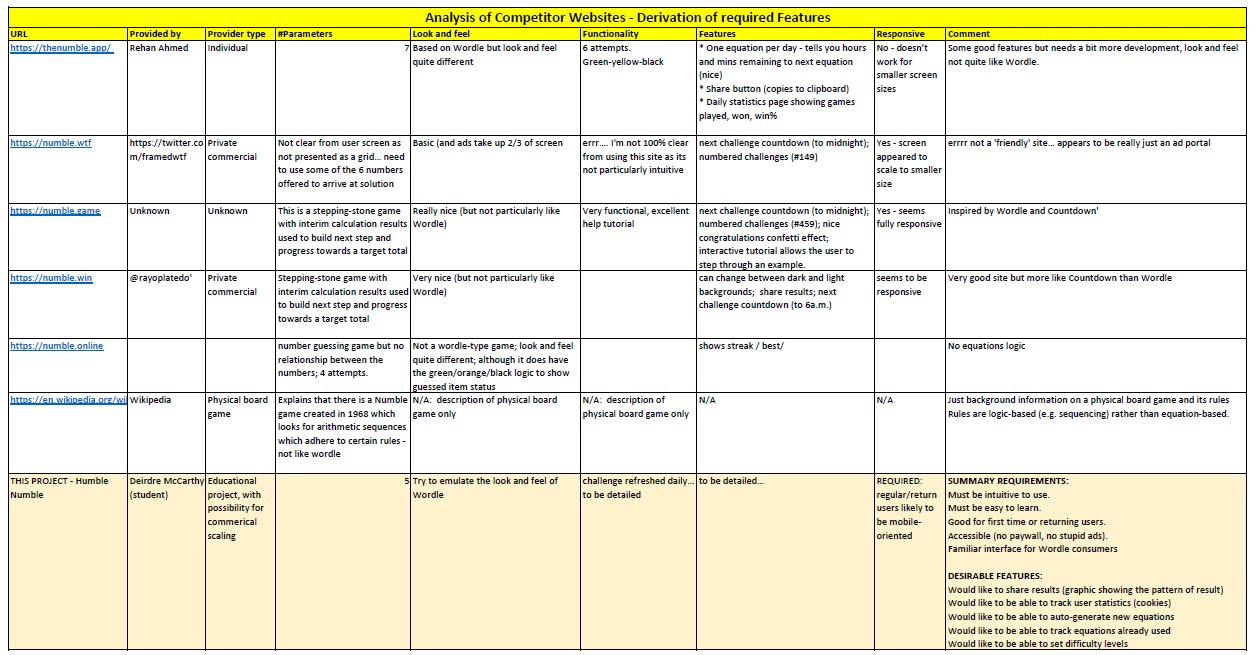 Analysis of Competitor Websites - Derivation of required Features
URL Provided by Provider type #Parameters Look and feel Functionality Features Responsive Comment
https://thenumble.app/
Rehan Ahmed
Individual
7
Based on Wordle but look and feel
quite different
6 attempts.
Green-yellow-black
* One equation per day - tells you hours
and mins remaining to next equation
(nice)
* Share button (copies to clipboard)
* Daily statistics page showing games
played, won, win%
No - doesn't
work for
smaller screen
sizes
Some good features but needs a bit more development, look and feel
not quite like Wordle.
https://numble.wtf
https://twitter.co
m/framedwtf
Private
commercial
Not clear from user screen as
not presented as a grid... need
to use some of the 6 numbers
offered to arrive at solution
Basic (and ads take up 2/3 of screen
errr.... I'm not 100% clear
from using this site as its
not particularly intuitive
next challenge countdown (to midnight);
numbered challenges (#149)
Yes - screen
appeared to
scale to smaller
size
errrr not a 'friendly' site... appears to be really just an ad portal
https://numble.game
Unknown
Unknown
This is a stepping-stone game
with interim calculation results
used to build next step and
progress towards a target total
Really nice (but not particularly like
Wordle)
Very functional, excellent
help tutorial
next challenge countdown (to midnight);
numbered challenges (#459); nice
congratulations confetti effect;
interactive tutorial allows the user to
step through an example.
Yes - seems
fully responsive
Inspired by Wordle and Countdown'
https://numble.win
@rayoplatedo'
Private
commercial
Stepping-stone game with
interim calculation results used
to build next step and progress
towards a target total
Very nice (but not particularly like
Wordle)
can change between dark and light
backgrounds; share results; next
challenge countdown (to 6a.m.)
seems to be
responsive
Very good site but more like Countdown than Wordle
https://numble.online
number guessing game but no
relationship between the
numbers; 4 attempts.
Not a wordle-type game; look and feel
quite different; although it does have
the green/orange/black logic to show
guessed item status
shows streak / best/
No equations logic
https://en.wikipedia.org/wil
Wikipedia
Physical board
game
Explains that there is a Numble
game created in 1968 which
looks for arithmetic sequences
which adhere to certain rules -
not like wordle
N/A: description of physical board
game only
N/A: description of
physical board game only
N/A
N/A
Just background information on a physical board game and its rules
Rules are logic-based (e.g. sequencing) rather than equation-based.
THIS PROJECT - Humble
Numble
Deirdre McCarthy
(student)
Educational
project, with
possibility for
commerical
scaling
5
Try to emulate the look and feel of
Wordle
challenge refreshed daily...
to be detailed
to be detailed...
REQUIRED:
regular/return
users likely to
be mobile-
oriented
SUMMARY REQUIREMENTS:
Must be intuitive to use.
Must be easy to learn.
Good for first time or returning users.
Accessible (no paywall, no stupid ads).
Familiar interface for Wordle consumers
DESIRABLE FEATURES:
Would like to share results (graphic showing the pattern of result)
Would like to be able to track user statistics (cookies)
Would like to be able to auto-generate new equations
Would like to be able to track equations already used
Would like to be able to set difficulty levels